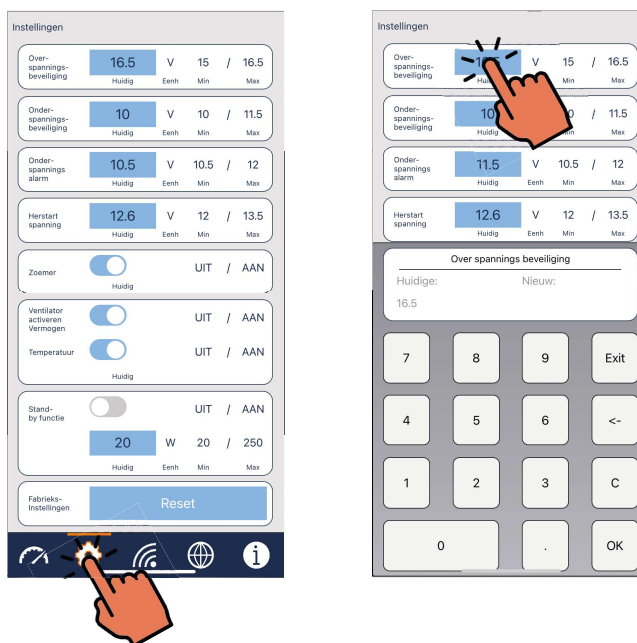 Instellingen
Over-
spannings-
beveiliging
16.5 V 15 / 16.5
Huidig Eenh Min Max
Onder-
spannings-
beveiliging
10 V 10 / 11.5
Huidig Eenh Min Max
Onder-
spannings
alarm
10.5 V 10.5 / 12
Huidig Eenh Min Max
Herstart
spanning
12.6 V 12 / 13.5
Huidig Eenh Min Max
Zoemer
UIT / AAN
Huidig
Ventilator
activeren
Vermogen
UIT / AAN
Temperatuur
UIT / AAN
Huidig
Stand-
by functie
UIT / AAN
20 W 20 / 250
Huidig Eenh Min Max
Fabrieks-
Instellingen
Reset
i
Instellingen
Over-
spannings-
beveiliging
V 15 / 16.5
Min Max
Onder-
spannings-
beveiliging
10 / 11.5
Huidig Max
Onder-
spannings
alarm
11.5 V 10.5 / 12
Huidig Eenh Min Max
Herstart
spanning
12.6 V 12 / 13.5
Huidig Eenh Min Max
Over spannings beveiliging
Huidige: Nieuw:
16.5
7 8 9 Exit
4 5 6 <-
1 2 3 C
0 . OK